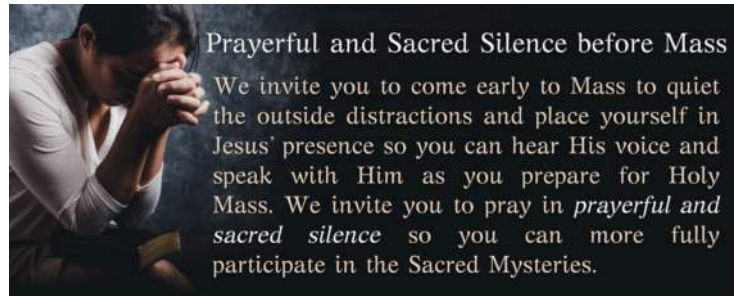 Prayerful and Sacred Silence before Mass
We invite you to come early to Mass to quiet
the outside distractions and place yourself in
Jesus' presence so you can hear His voice and
speak with Him as you prepare for Holy
Mass. We invite you to pray in prayerful and
sacred silence so you can more fully
participate in the Sacred Mysteries.